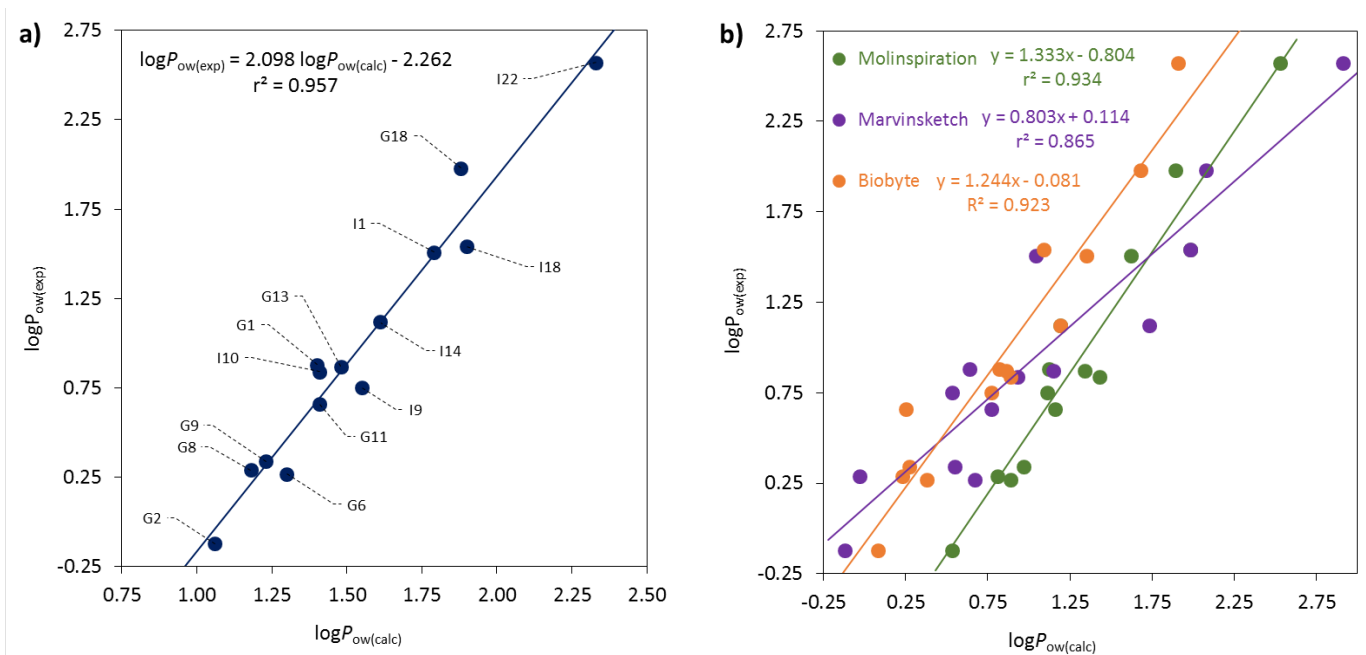 a)
logPow(exp) = 2.098 logPow(calc) - 2.262
r² = 0.957
2.75
2.25
1.75
1.25
0.75
0.25
-0.25
logPow(exp)
I22
G18
I1
I18
G13
G1
I14
I10
I9
G11
G9
G8
G6
G2
0.75 1.00 1.25 1.50 1.75 2.00 2.25 2.50
logPow(calc)
b)
Molinspiration y = 1.333x - 0.804
r² = 0.934
Marvinsketch y = 0.803x + 0.114
r² = 0.865
Biobyte y = 1.244x - 0.081
R² = 0.923
2.75
2.25
1.75
1.25
0.75
0.25
-0.25
logPow(exp)
-0.25 0.25 0.75 1.25 1.75 2.25 2.75
logPow(calc)